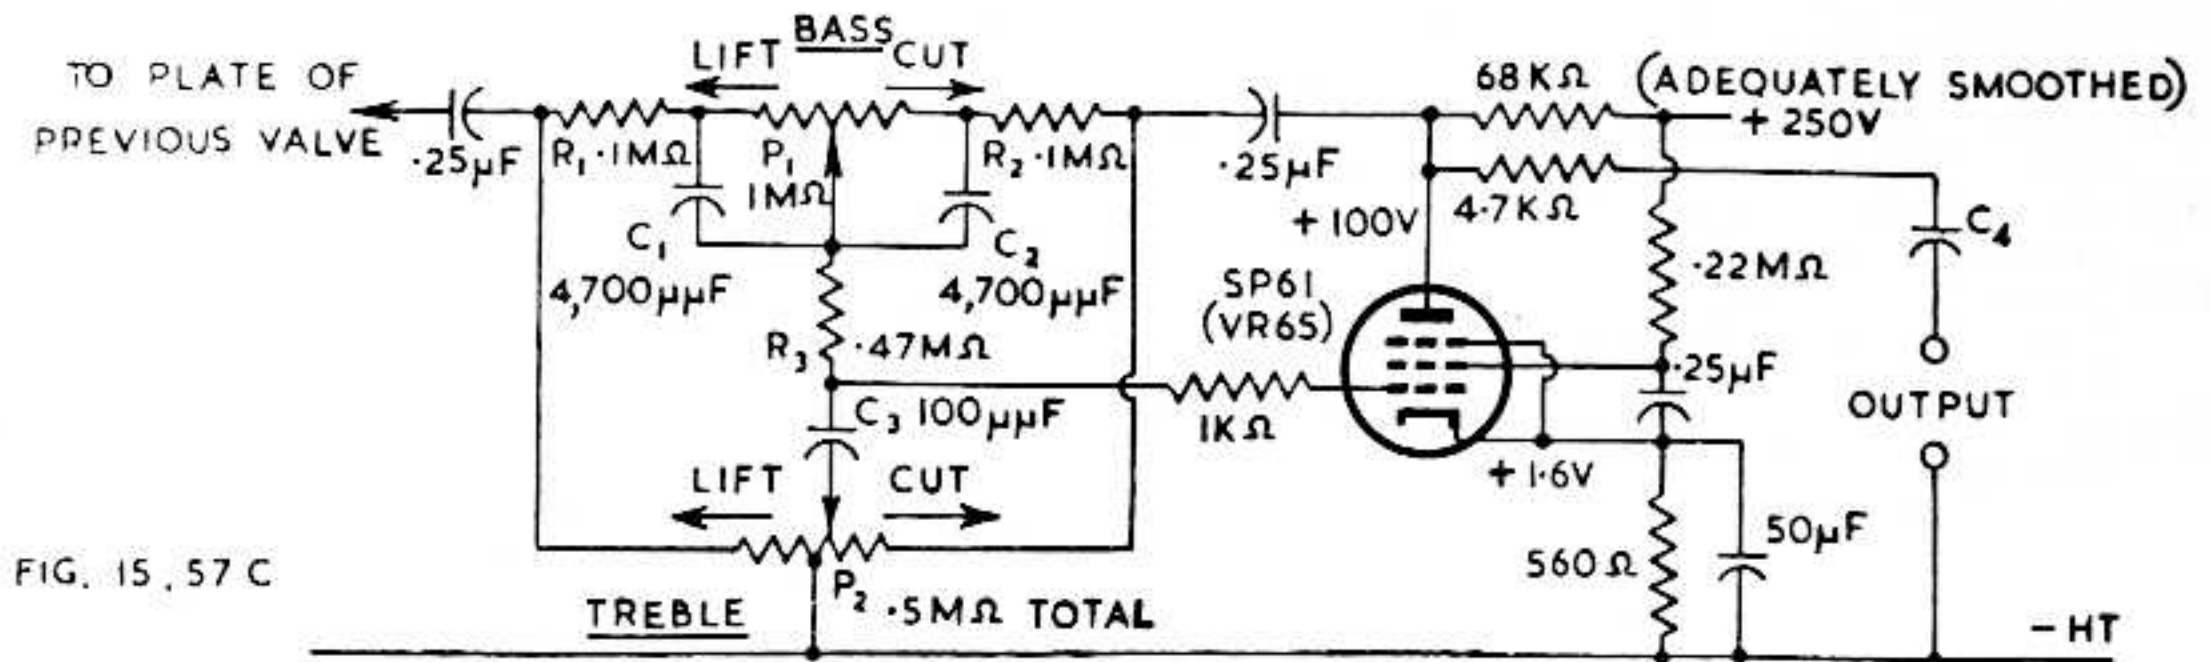 TO PLATE OF
PREVIOUS VALVE
.25µF
R₁ .1MΩ
LIFT
BASS
CUT
P₁
1MΩ
R₂ .1MΩ
C₁
4,700µµF
C₂
4,700µµF
R₃ .47MΩ
C₃ 100µµF
LIFT
CUT
P₂ .5MΩ TOTAL
TREBLE
.25µF
68KΩ
(ADEQUATELY SMOOTHED)
+ 250V
4.7KΩ
+ 100V
SP61
(VR65)
1KΩ
.22MΩ
.25µF
C₄
OUTPUT
+ 1.6V
560Ω
50µF
- HT
FIG. 15.57C